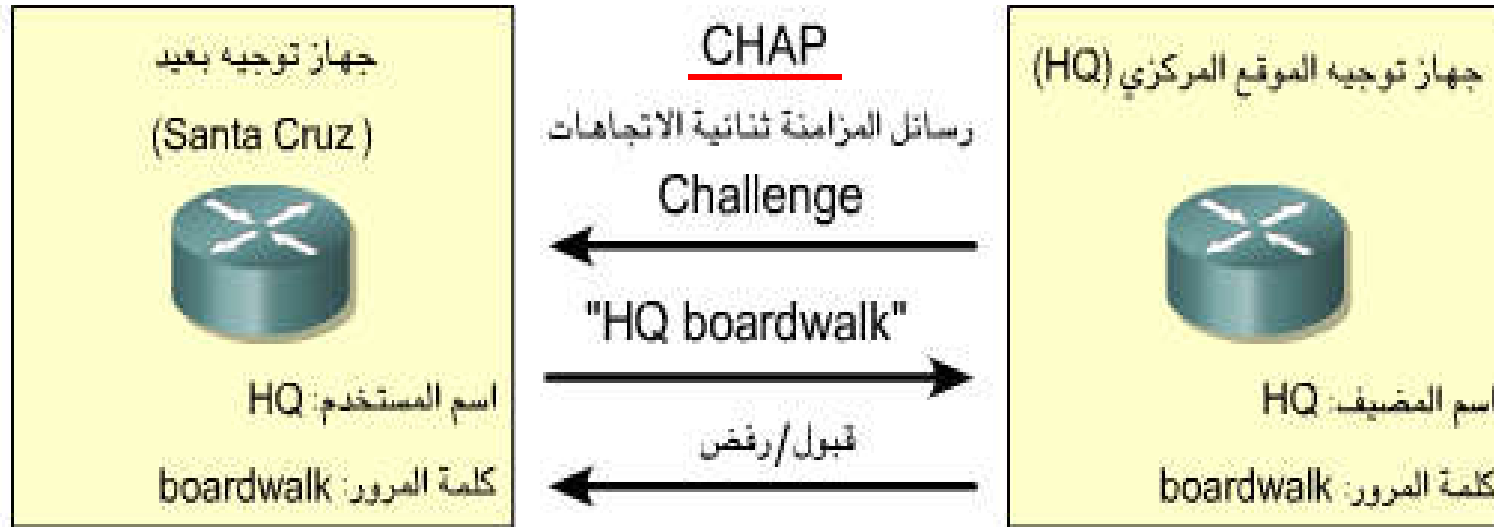 جهاز توجيه بعيد
(Santa Cruz )
اسم المستخدم: HQ
كلمة المرور: boardwalk
CHAP
رسائل المزامنة ثنائية الاتجاهات
Challenge
"HQ boardwalk"
قبول/رفض
جهاز توجيه الموقع المركزي (HQ)
اسم المضيف: HQ
كلمة المرور: boardwalk